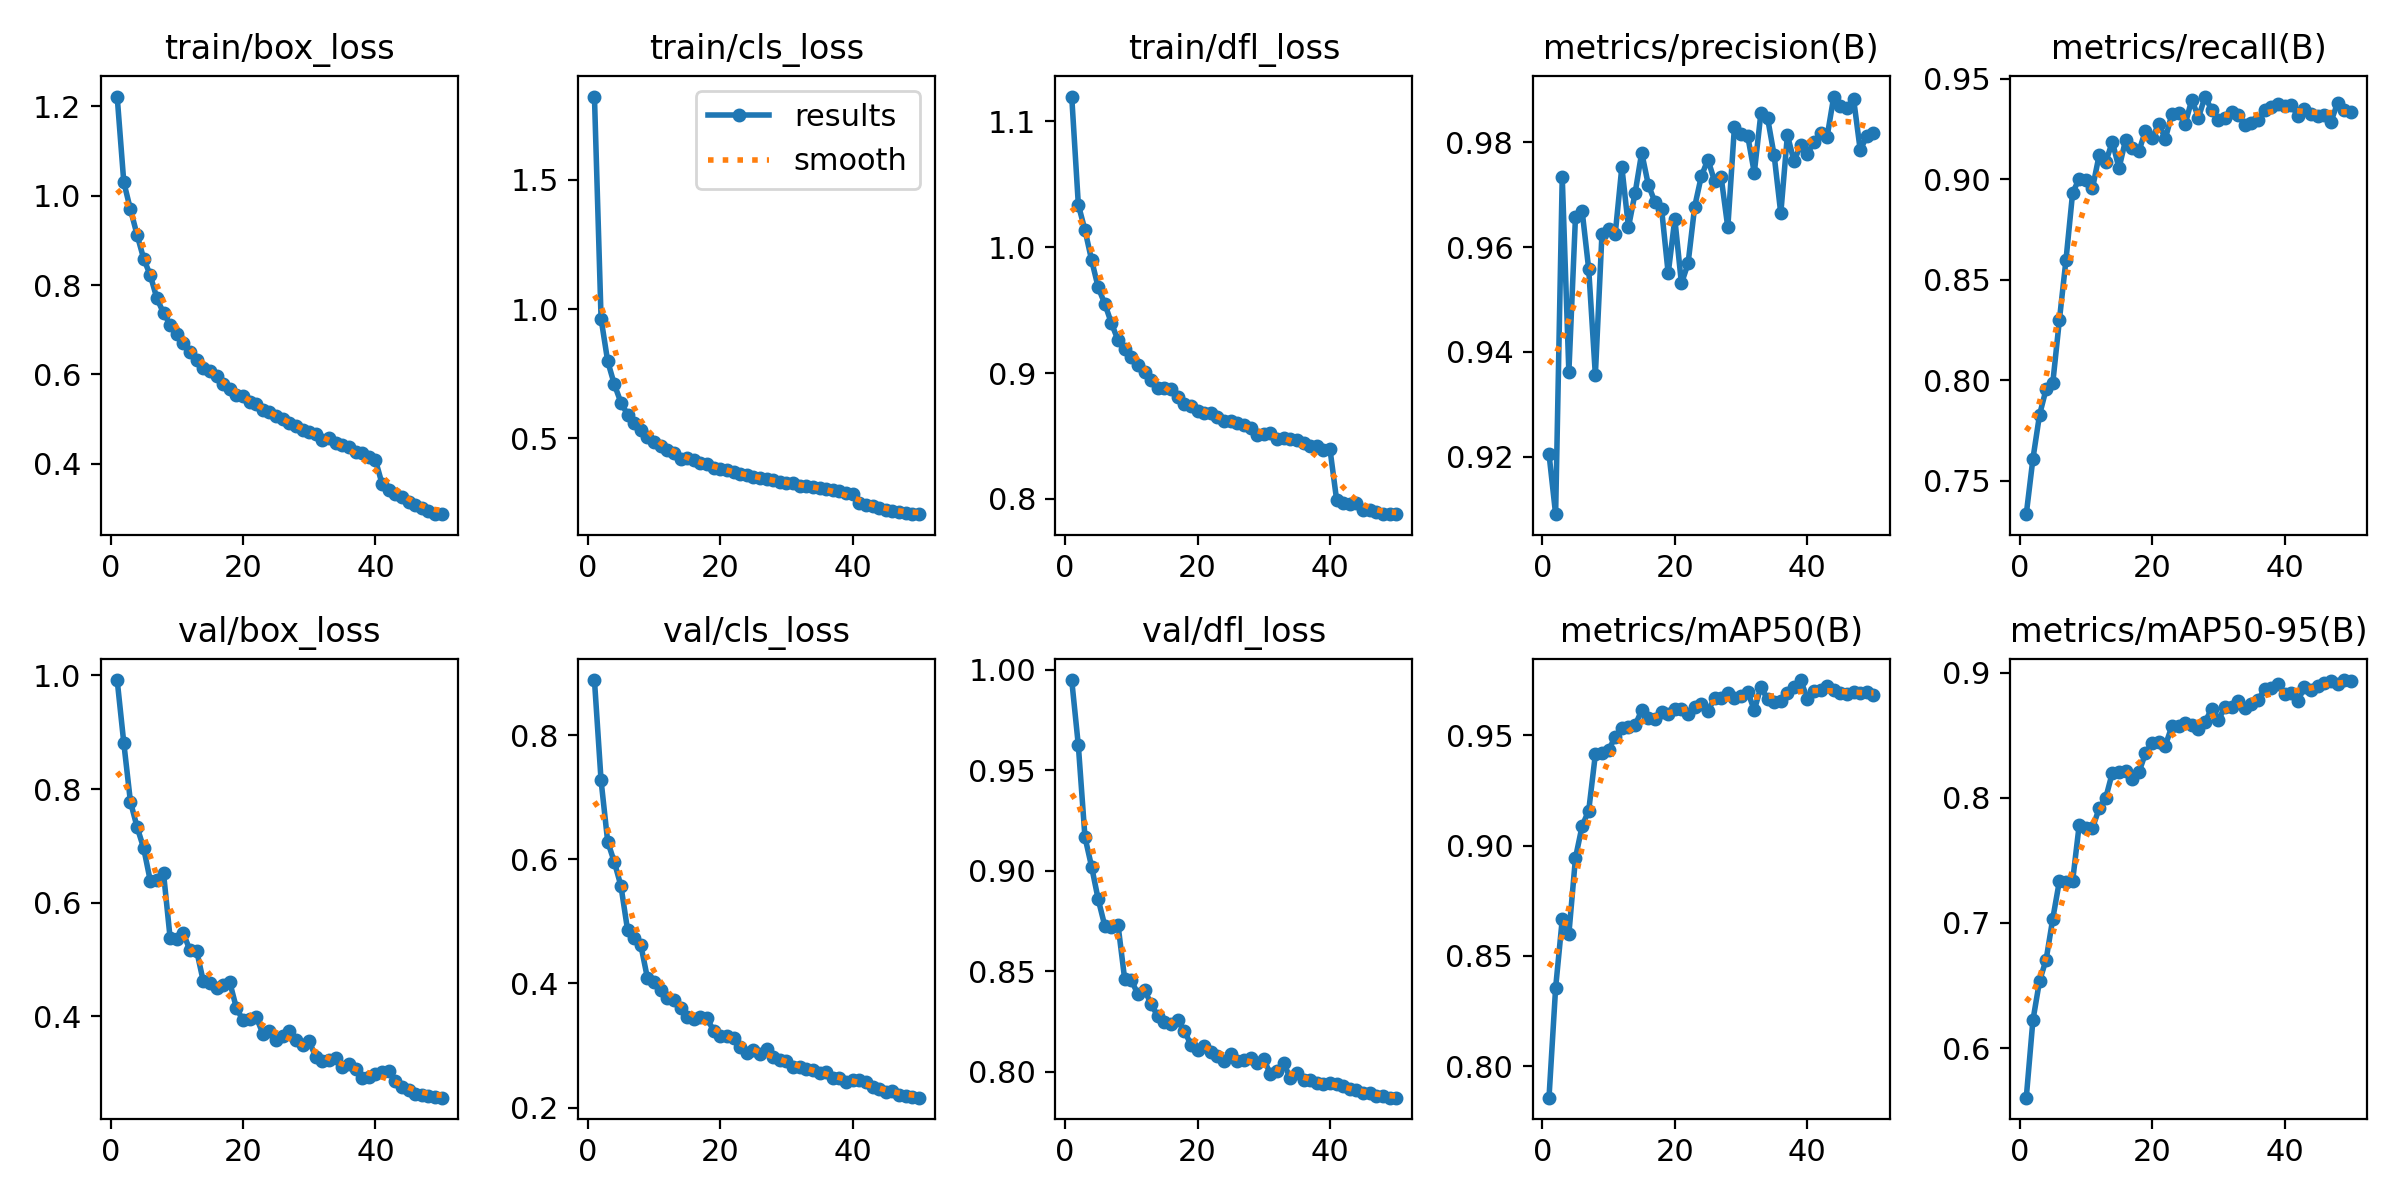 train/box_loss
1.2
1.0
0.8
0.6
0.4
0 20 40
train/cls_loss
results
smooth
1.5
1.0
0.5
0 20 40
train/dfl_loss
1.1
1.0
0.9
0.8
0 20 40
metrics/precision(B)
0.98
0.96
0.94
0.92
0 20 40
metrics/recall(B)
0.95
0.90
0.85
0.80
0.75
0 20 40
val/box_loss
1.0
0.8
0.6
0.4
0 20 40
val/cls_loss
0.8
0.6
0.4
0.2
0 20 40
val/dfl_loss
1.00
0.95
0.90
0.85
0.80
0 20 40
metrics/mAP50(B)
0.95
0.90
0.85
0.80
0 20 40
metrics/mAP50-95(B)
0.9
0.8
0.7
0.6
0 20 40